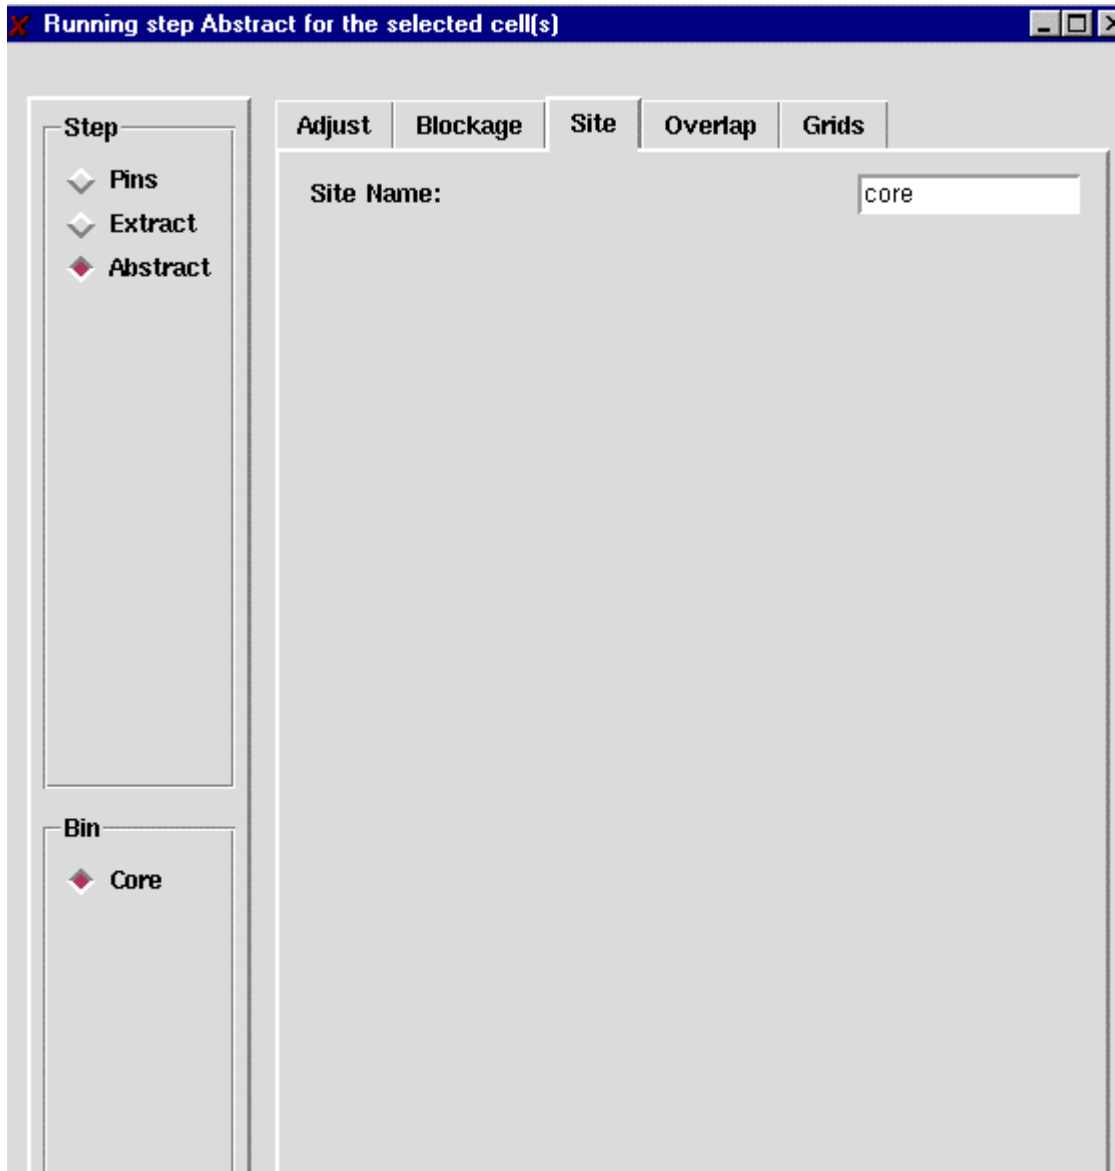 Running step Abstract for the selected cell(s)
Step
Pins
Extract
Abstract
Bin
Core
Adjust Blockage Site Overlap Grids
Site Name: core